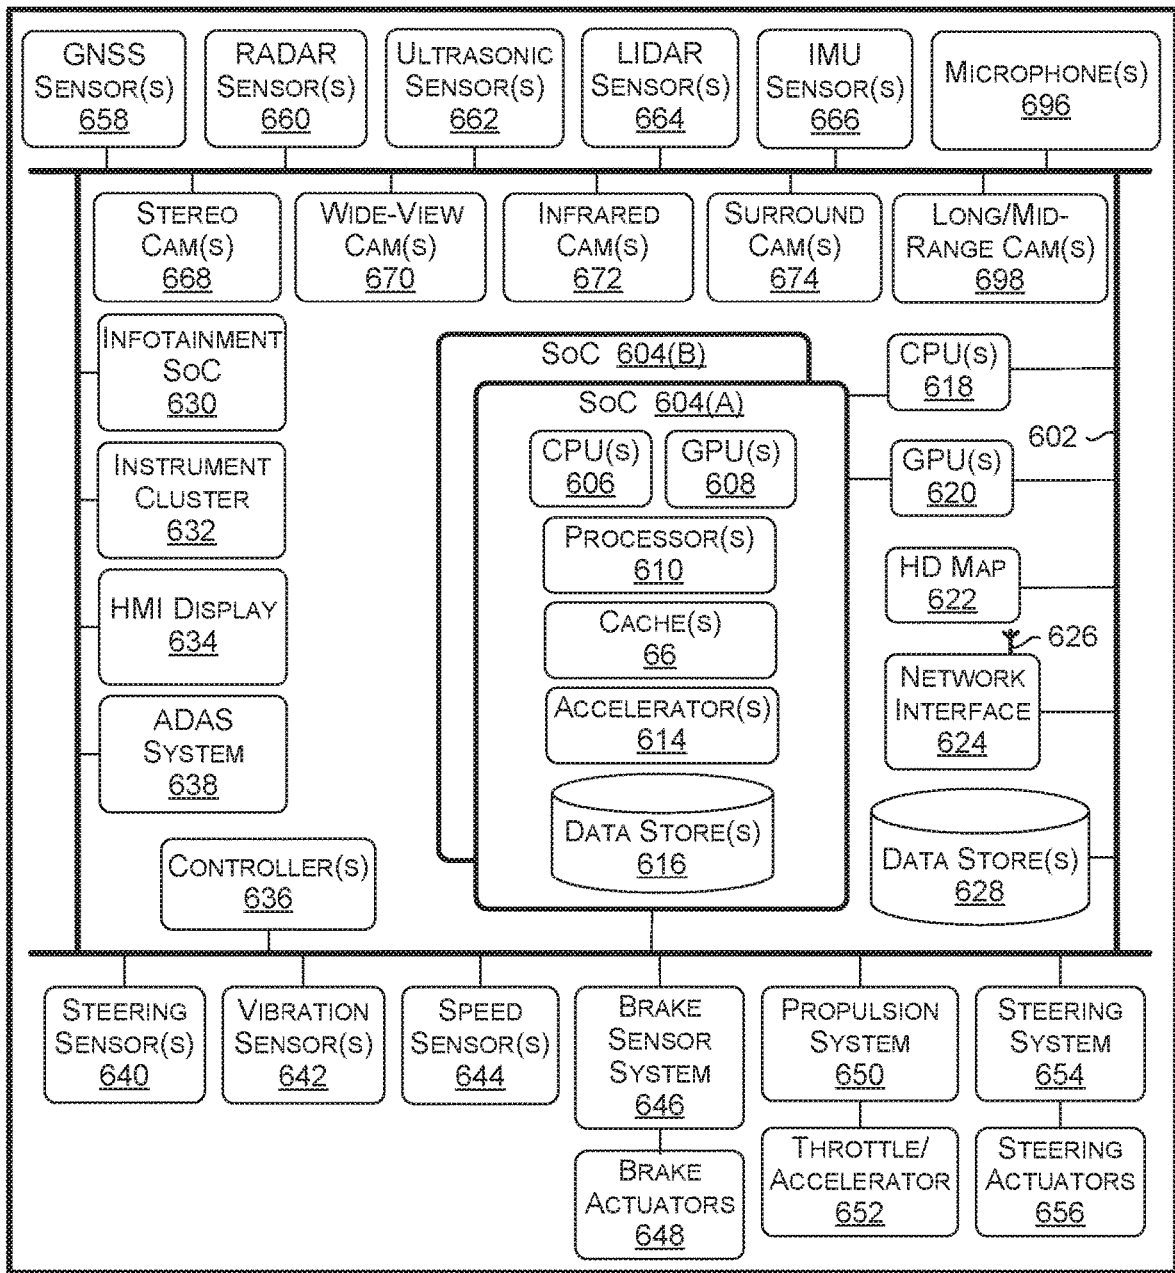 GNSS
SENSOR(S)
658
RADAR
SENSOR(S)
660
ULTRASONIC
SENSOR(S)
662
LIDAR
SENSOR(S)
664
IMU
SENSOR(S)
666
MICROPHONE(S)
696
STEREO
CAM(S)
668
WIDE-VIEW
CAM(S)
670
INFRARED
CAM(S)
672
SURROUND
CAM(S)
674
LONG/MID-
RANGE CAM(S)
698
INFOTAINMENT
SOC
630
INSTRUMENT
CLUSTER
632
HMI DISPLAY
634
ADAS
SYSTEM
638
CONTROLLER(S)
636
SOC 604(B)
SOC 604(A)
CPU(S)
606
GPU(S)
608
PROCESSOR(S)
610
CACHE(S)
66
ACCELERATOR(S)
614
DATA STORE(S)
616
CPU(S)
618
602
GPU(S)
620
HD MAP
622
626
NETWORK
INTERFACE
624
DATA STORE(S)
628
STEERING
SENSOR(S)
640
VIBRATION
SENSOR(S)
642
SPEED
SENSOR(S)
644
BRAKE
SENSOR
SYSTEM
646
PROPULSION
SYSTEM
650
STEERING
SYSTEM
654
BRAKE
ACTUATORS
648
THROTTLE/
ACCELERATOR
652
STEERING
ACTUATORS
656